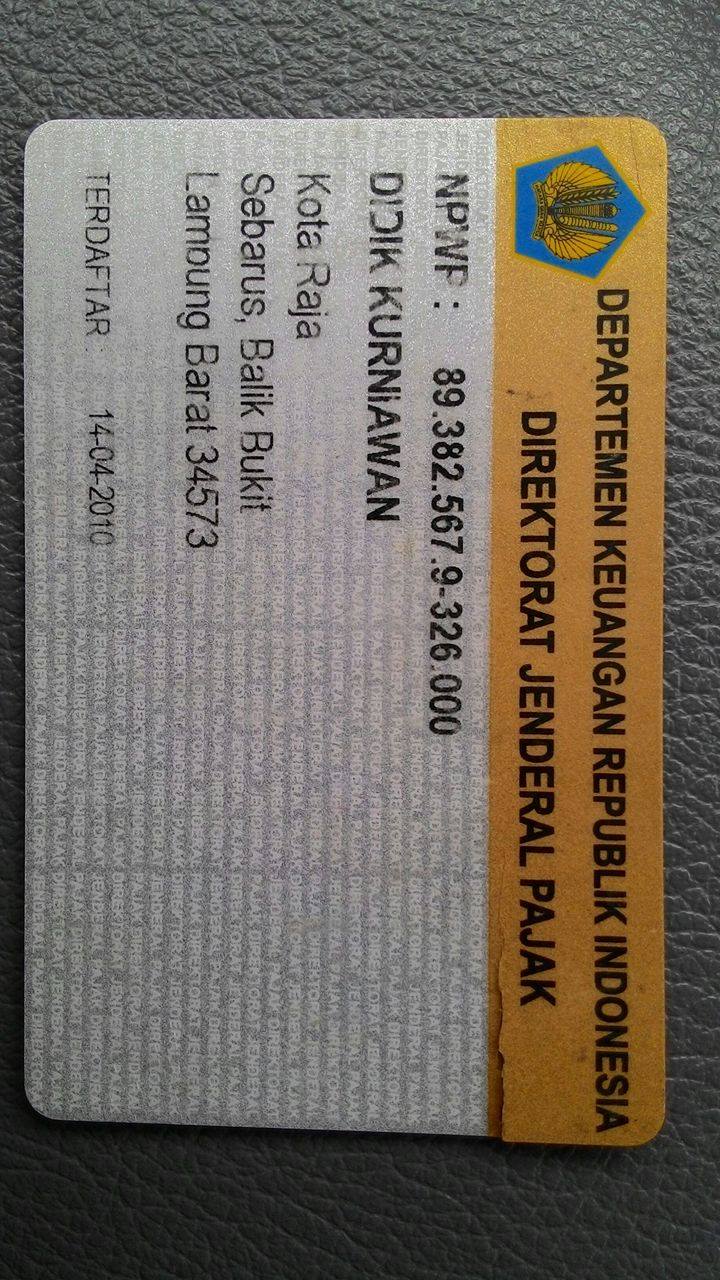 DEPARTEMEN KEUANGAN REPUBLIK INDONESIA
DIREKTORAT JENDERAL PAJAK
NPWP : 89.382.567.9-326.000
DIDIK KURNIAWAN
Kota Raja
Sebarus, Balik Bukit
Lampung Barat 34573
TERDAFTAR : 14-04-2010